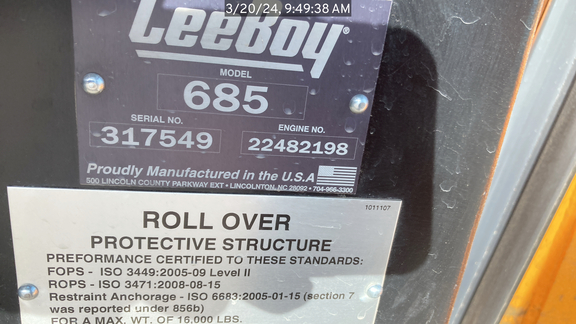 3/20/24, 9:49:38 AM
LeeBoy®
MODEL
685
SERIAL NO.
317549
ENGINE NO.
22482198
Proudly Manufactured in the U.S.A
500 LINCOLN COUNTY PARKWAY EXT • LINCOLNTON, NC 28092 • 704-966-3300
1011107
ROLL OVER
PROTECTIVE STRUCTURE
PREFORMANCE CERTIFIED TO THESE STANDARDS:
FOPS - ISO 3449:2005-09 Level II
ROPS - ISO 3471:2008-08-15
Restraint Anchorage - ISO 6683:2005-01-15 (section 7
was reported under 856b)
FOR A MAX. WT. OF 16,000 LBS.